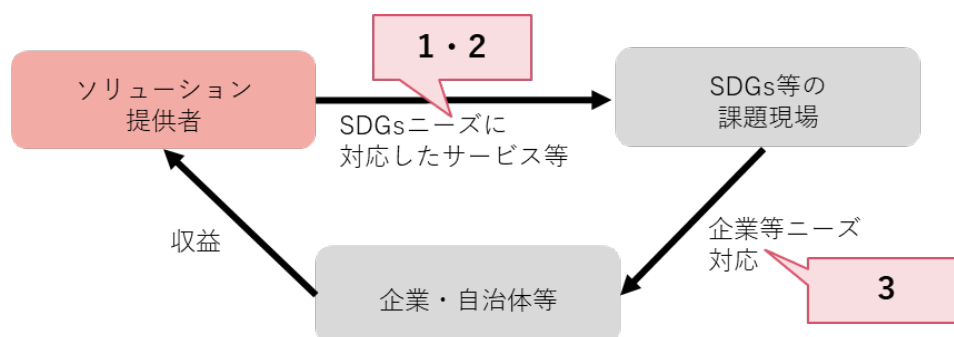 1・2
ソリューション
提供者
SDGs等の
課題現場
SDGsニーズに
対応したサービス等
収益
企業等ニーズ
対応
企業・自治体等
3